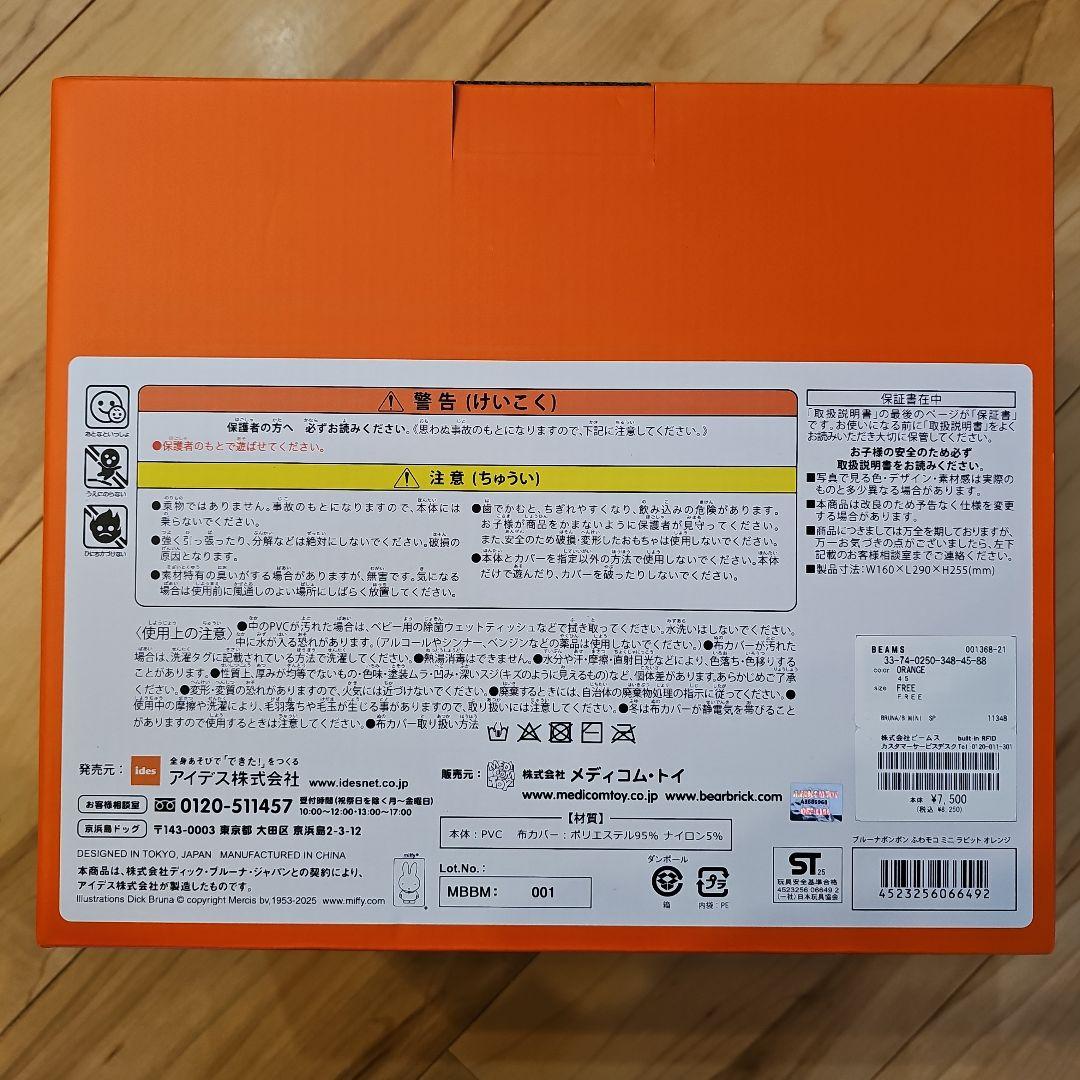 おとなといっしょ
うえにのらない
ひにちかづけない
警告(けいこく)
保護者の方へ 必ずお読みください。《思わぬ事故のもとになりますので、下記に注意してください。》
●保護者のもとで遊ばせてください。
注意(ちゅうい)
●乗物ではありません。事故のもとになりますので、本体には
乗らないでください。
●強く引っ張ったり、分解などは絶対にしないでください。破損の
原因となります。
●素材特有の臭いがする場合がありますが、無害です。気になる
場合は使用前に風通しのよい場所にしばらく放置してください。
●歯でかむと、ちぎれやすくなり、飲み込みの危険があります。
お子様が商品をかまないように保護者が見守ってください。
また、安全のため破損・変形したおもちゃは使用しないでください。
●本体とカバーを指定以外の方法で使用しないでください。本体
だけで遊んだり、カバーを破ったりしないでください。
保証書在中
「取扱説明書」の最後のページが「保証書」
です。お使いになる前に「取扱説明書」をよく
お読みいただき大切に保管してください。
お子様の安全のため必ず
取扱説明書をお読みください。
■写真で見る色・デザイン・素材感は実際の
ものと多少異なる場合があります。
■本商品は改良のため予告なく仕様を変更
する場合があります。
■商品につきましては万全を期しておりますが、
万一お気づきの点がございましたら、左下
記載のお客様相談室までご連絡ください。
■製品寸法:W160×L290×H255(mm)
〈使用上の注意〉●中のPVCが汚れた場合は、ベビー用の除菌ウェットティッシュなどで拭き取ってください。水洗いはしないでください。
中に水が入る恐れがあります。(アルコールやシンナー、ベンジンなどの薬品は使用しないでください。)●布カバーが汚れた
場合は、洗濯タグに記載されている方法で洗濯してください。●熱湯消毒はできません。●水分や汗・摩擦・直射日光などにより、色落ち・色移りする
ことがあります。●性質上、厚みが均等でないもの・色味・塗装ムラ・凹み・深いスジ(キズのように見えるもの)など、個体差があります。あらかじめご了承
ください。●変形・変質の恐れがありますので、火気には近づけないでください。●廃棄するときには、自治体の廃棄物処理の指示に従ってください。●
使用中の摩擦や洗濯により、毛羽落ちや毛玉が生じる事がありますので、取り扱いには注意してください。●冬は布カバーが静電気を帯びること
がありますので使用するときは注意してください。●布カバー取り扱い方法
BEAMS 001368-21
33-74-0250-348-45-88
color ORANGE
45
size FREE
FREE
BRUNA/B MINI SP 11348
株式会社ビームス built-in RFID
カスタマーサービスデスクTel:0120-011-301
本体 ¥7,500
(税込 ¥8,250)
発売元: ides 全身あそびで「できた!」をつくる
アイデス株式会社 www.idesnet.co.jp
お客様相談室 0120-511457 受付時間(祝祭日を除く月〜金曜日)
10:00〜12:00・13:00〜17:00
京浜島ドッグ 〒143-0003 東京都 大田区 京浜島2-3-12
DESIGNED IN TOKYO, JAPAN MANUFACTURED IN CHINA
本商品は、株式会社ディック・ブルーナ・ジャパンとの契約により、
アイデス株式会社が製造したものです。
Illustrations Dick Bruna © copyright Mercis bv,1953-2025 www.miffy.com
miffy
販売元: 株式会社 メディコム・トイ
www.medicomtoy.co.jp www.bearbrick.com
【材質】
本体:PVC 布カバー:ポリエステル95% ナイロン5%
Lot.No.:
MBBM: 001
ダンボール
箱
プラ
内袋:PE
ST 25
玩具安全基準合格
4523256 06649 2
(一社)日本玩具協会
ブルーナボンボン ふわモコ ミニ ラビット オレンジ
4523256066492